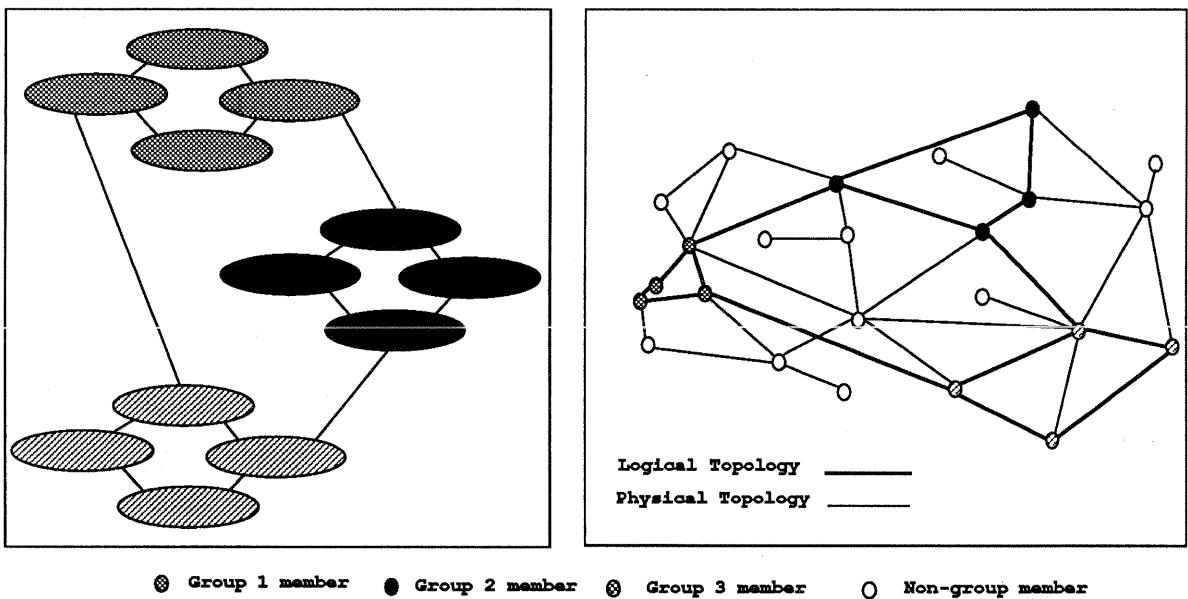 Logical Topology
Physical Topology
Group 1 member
Group 2 member
Group 3 member
Non-group member